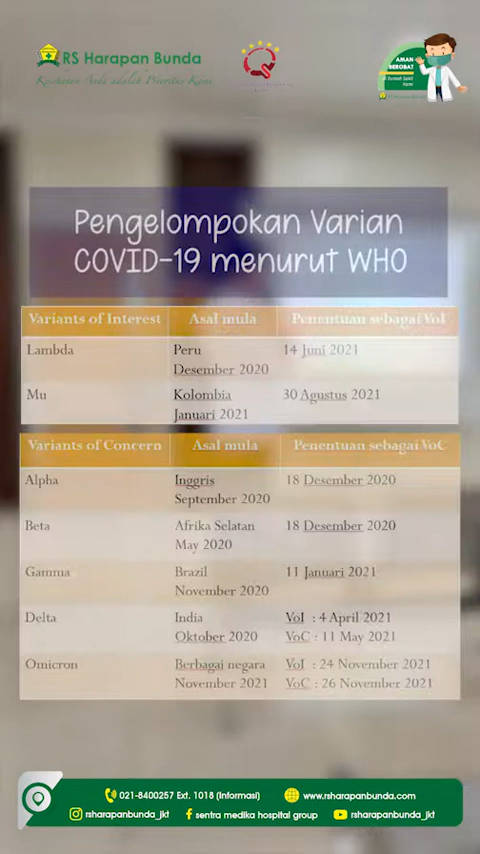 RS Harapan Bunda
Kesehatan Anda adalah Prioritas Kami
AMAN
BEROBAT
di Rumah Sakit
Kami
Pengelompokan Varian
COVID-19 menurut WHO
Variants of Interest Asal mula Penentuan sebagai VoI
Lambda Peru 14 Juni 2021
Desember 2020
Mu Kolombia 30 Agustus 2021
Januari 2021
Variants of Concern Asal mula Penentuan sebagai VoC
Alpha Inggris 18 Desember 2020
September 2020
Beta Afrika Selatan 18 Desember 2020
May 2020
Gamma Brazil 11 Januari 2021
November 2020
Delta India VoI : 4 April 2021
Oktober 2020 VoC : 11 May 2021
Omicron Berbagai negara VoI : 24 November 2021
November 2021 VoC : 26 November 2021
021-8400257 Ext. 1018 (Informasi) www.rsharapanbunda.com
rsharapanbunda_jkt sentra medika hospital group rsharapanbunda_jkt